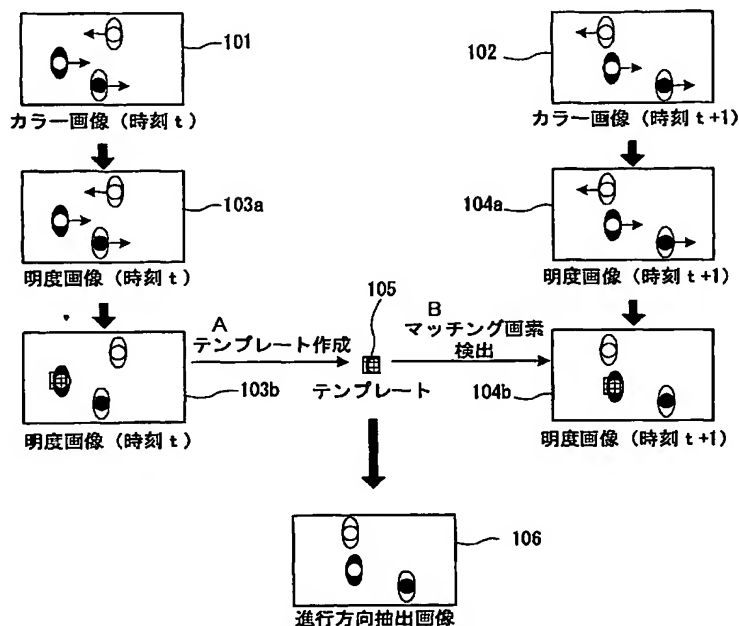 101
102
カラー画像（時刻 t）
カラー画像（時刻 t+1）
103a
104a
明度画像（時刻 t）
明度画像（時刻 t+1）
105
A
テンプレート作成
B
マッチング画素
検出
103b
テンプレート
104b
明度画像（時刻 t）
明度画像（時刻 t+1）
106
進行方向抽出画像